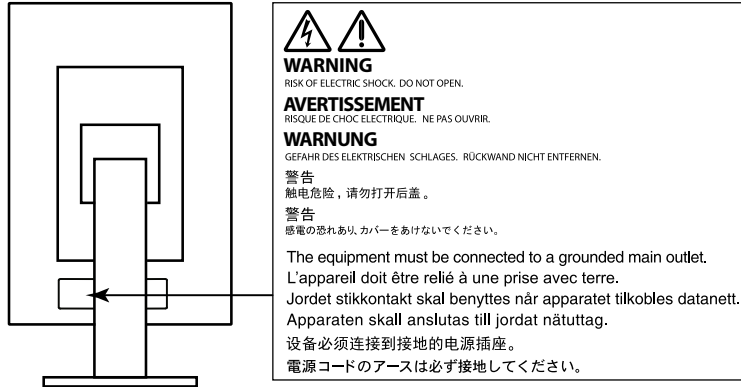 WARNING
RISK OF ELECTRIC SHOCK. DO NOT OPEN.
AVERTISSEMENT
RISQUE DE CHOC ELECTRIQUE. NE PAS OUVRIR.
WARNUNG
GEFAHR DES ELEKTRISCHEN SCHLAGES. RÜCKWAND NICHT ENTFERNEN.
警告
触电危险，请勿打开后盖。
警告
感電の恐れあり、カバーをあけないでください。
The equipment must be connected to a grounded main outlet.
L'appareil doit être relié à une prise avec terre.
Jordet stikkontakt skal benyttes når apparatet tilkobles datanett.
Apparaten skall anslutas till jordat nätuttag.
设备必须连接到接地的电源插座。
電源コードのアースは必ず接地してください。